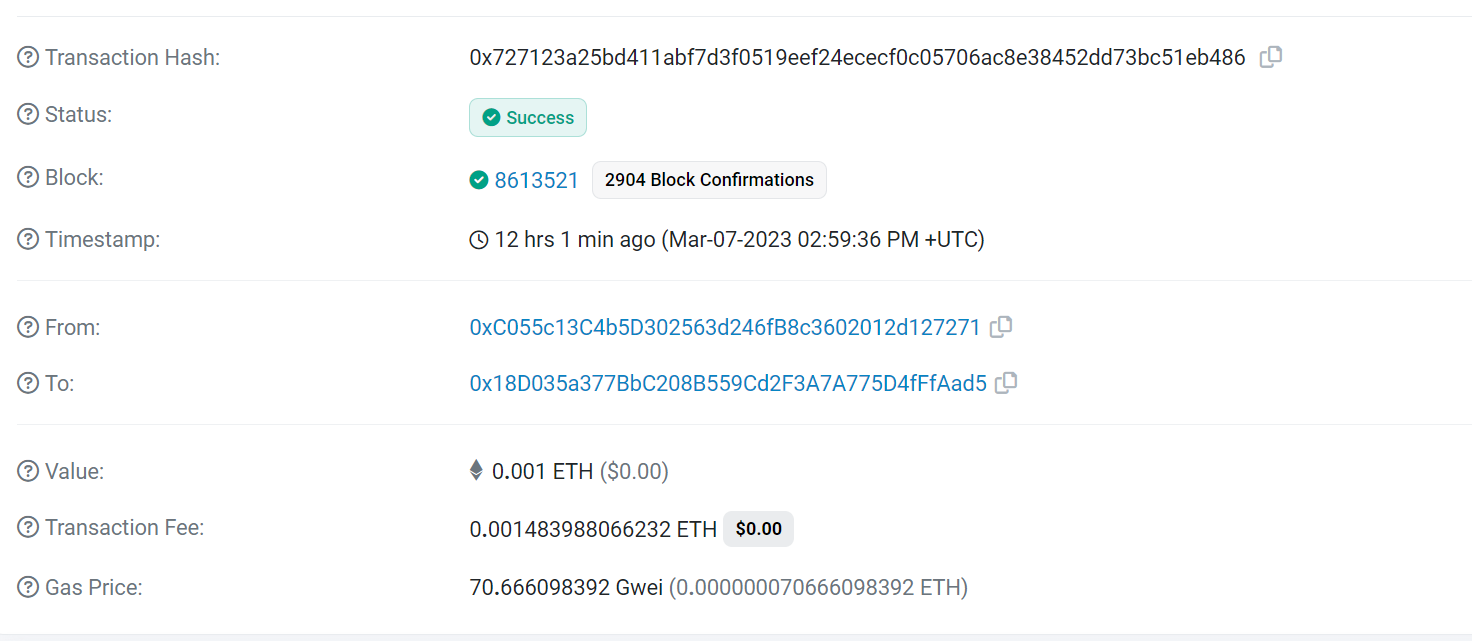 Transaction Hash: 0x727123a25bd411abf7d3f0519eef24ececf0c05706ac8e38452dd73bc51eb486
Status: Success
Block: 8613521 2904 Block Confirmations
Timestamp: 12 hrs 1 min ago (Mar-07-2023 02:59:36 PM +UTC)
From: 0xC055c13C4b5D302563d246fB8c3602012d127271
To: 0x18D035a377BbC208B559Cd2F3A7A775D4fFfAad5
Value: 0.001 ETH ($0.00)
Transaction Fee: 0.001483988066232 ETH $0.00
Gas Price: 70.666098392 Gwei (0.000000070666098392 ETH)